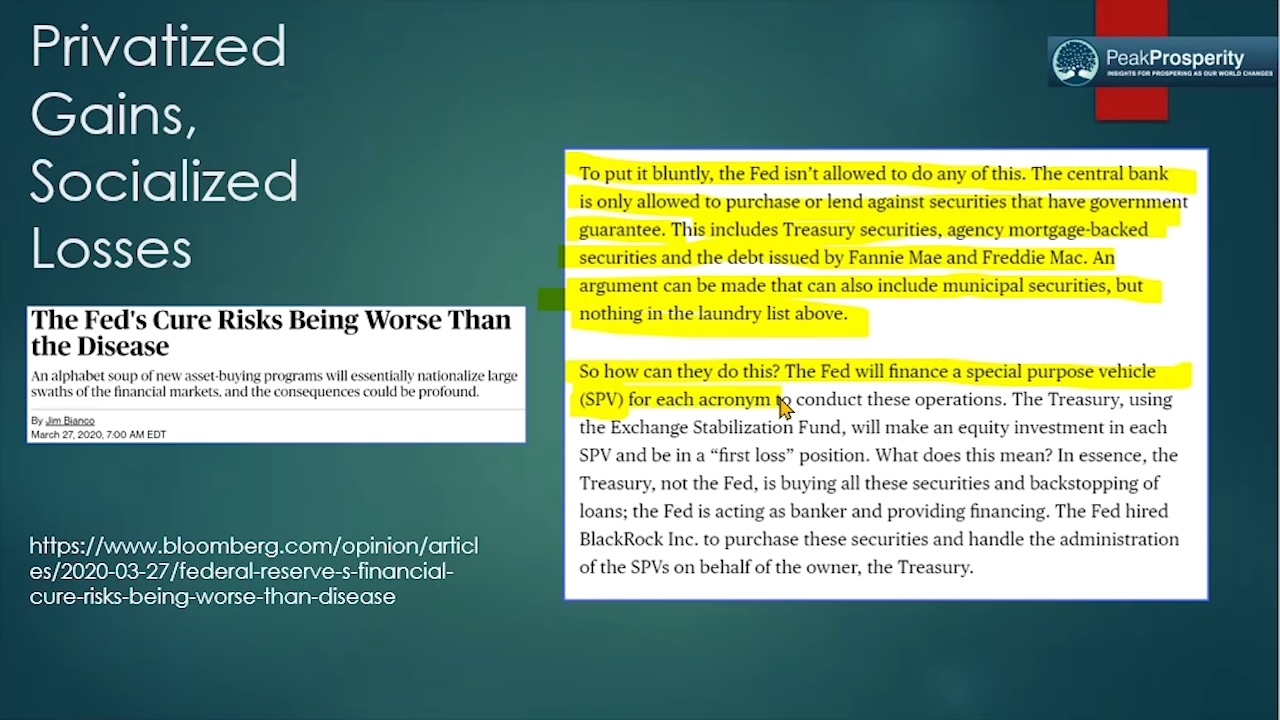 Privatized
Gains,
Socialized
Losses
PeakProsperity
INSIGHTS FOR PROSPERING AS OUR WORLD CHANGES
The Fed's Cure Risks Being Worse Than
the Disease
An alphabet soup of new asset-buying programs will essentially nationalize large
swaths of the financial markets, and the consequences could be profound.
By Jim Bianco
March 27, 2020, 7:00 AM EDT
https://www.bloomberg.com/opinion/articl
es/2020-03-27/federal-reserve-s-financial-
cure-risks-being-worse-than-disease
To put it bluntly, the Fed isn’t allowed to do any of this. The central bank
is only allowed to purchase or lend against securities that have government
guarantee. This includes Treasury securities, agency mortgage-backed
securities and the debt issued by Fannie Mae and Freddie Mac. An
argument can be made that can also include municipal securities, but
nothing in the laundry list above.
So how can they do this? The Fed will finance a special purpose vehicle
(SPV) for each acronym to conduct these operations. The Treasury, using
the Exchange Stabilization Fund, will make an equity investment in each
SPV and be in a “first loss” position. What does this mean? In essence, the
Treasury, not the Fed, is buying all these securities and backstopping of
loans; the Fed is acting as banker and providing financing. The Fed hired
BlackRock Inc. to purchase these securities and handle the administration
of the SPVs on behalf of the owner, the Treasury.